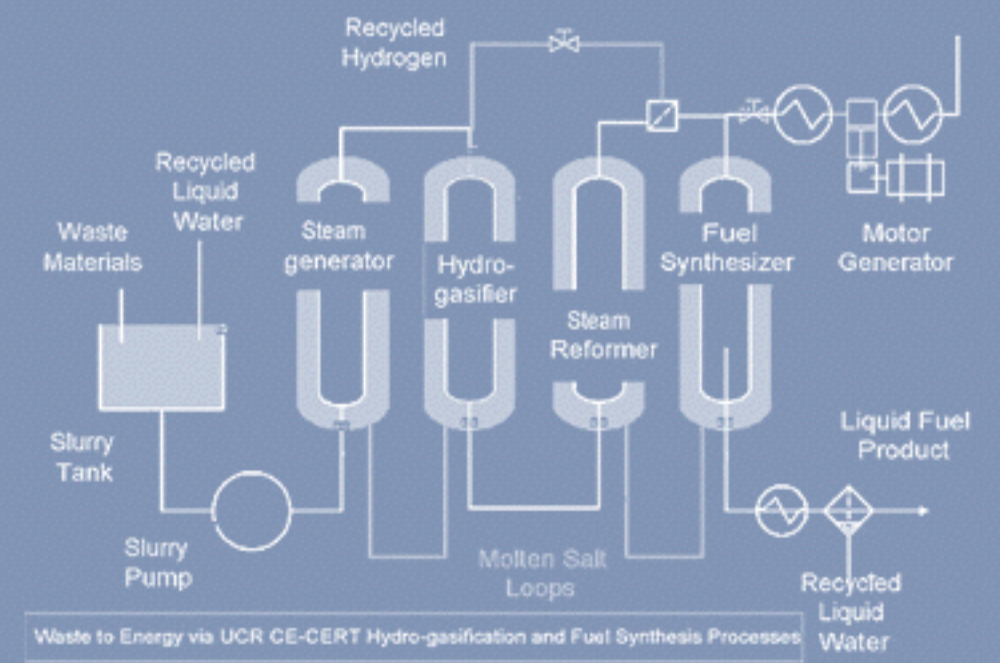 Recycled
Hydrogen
Recycled
Liquid
Water
Waste
Materials
Steam
generator
Hydro-
gasifier
Steam
Reformer
Fuel
Synthesizer
Motor
Generator
Slurry
Tank
Liquid Fuel
Product
Slurry
Pump
Molten Salt
Loops
Recycled
Liquid
Water
Waste to Energy via UCR CE-CERT Hydro-gasification and Fuel Synthesis Processes